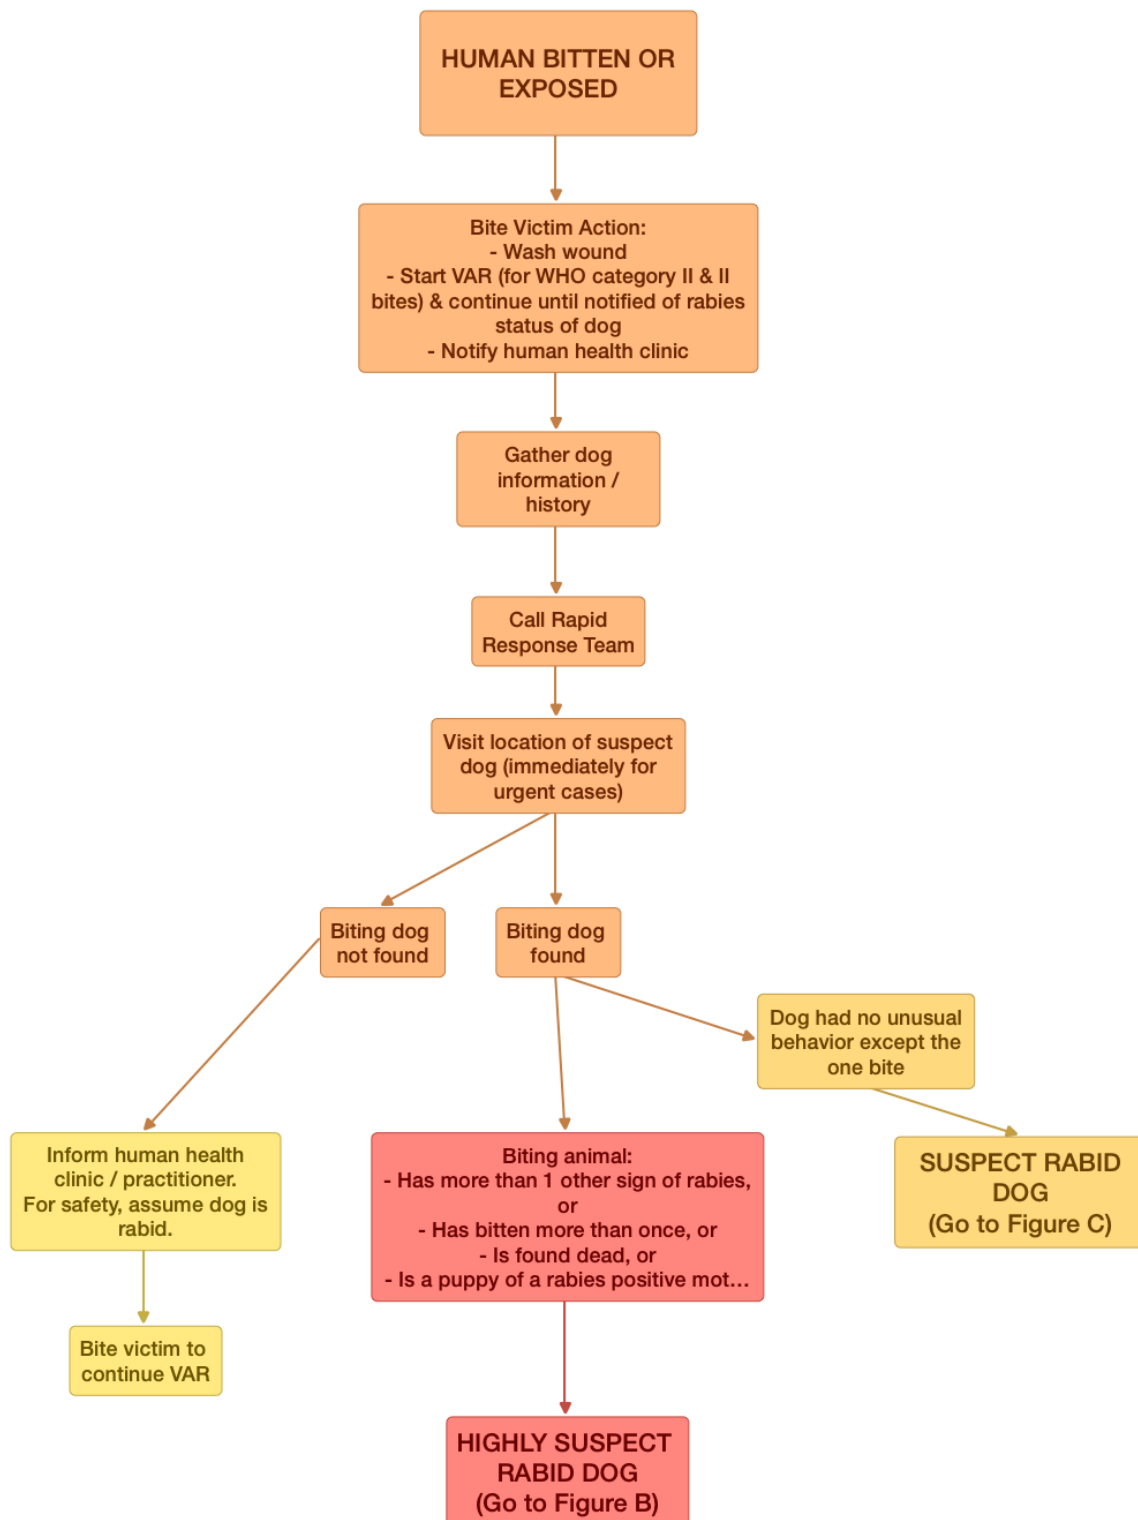 HUMAN BITTEN OR
EXPOSED
Bite Victim Action:
- Wash wound
- Start VAR (for WHO category II & II
bites) & continue until notified of rabies
status of dog
- Notify human health clinic
Gather dog
information /
history
Call Rapid
Response Team
Visit location of suspect
dog (immediately for
urgent cases)
Biting dog
not found
Biting dog
found
Dog had no unusual
behavior except the
one bite
Inform human health
clinic / practitioner.
For safety, assume dog is
rabid.
Biting animal:
- Has more than 1 other sign of rabies,
or
- Has bitten more than once, or
- Is found dead, or
- Is a puppy of a rabies positive mot…
SUSPECT RABID
DOG
(Go to Figure C)
Bite victim to
continue VAR
HIGHLY SUSPECT
RABID DOG
(Go to Figure B)